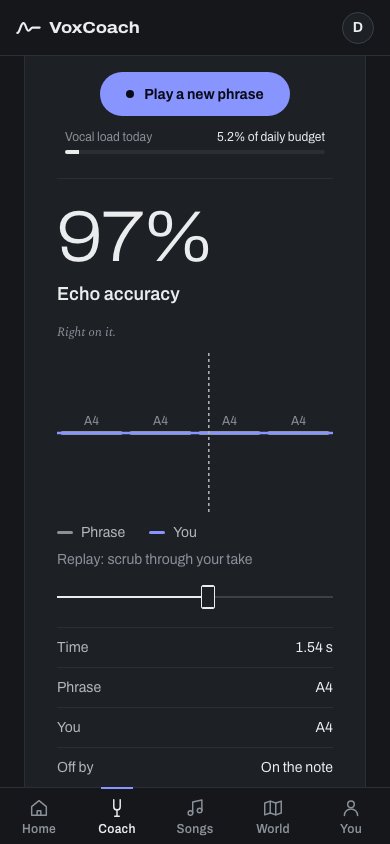 VoxCoach
D
Play a new phrase
Vocal load today 5.2% of daily budget
97%
Echo accuracy
Right on it.
A4 A4 A4 A4
Phrase You
Replay: scrub through your take
Time 1.54 s
Phrase A4
You A4
Off by On the note
Home Coach Songs World You